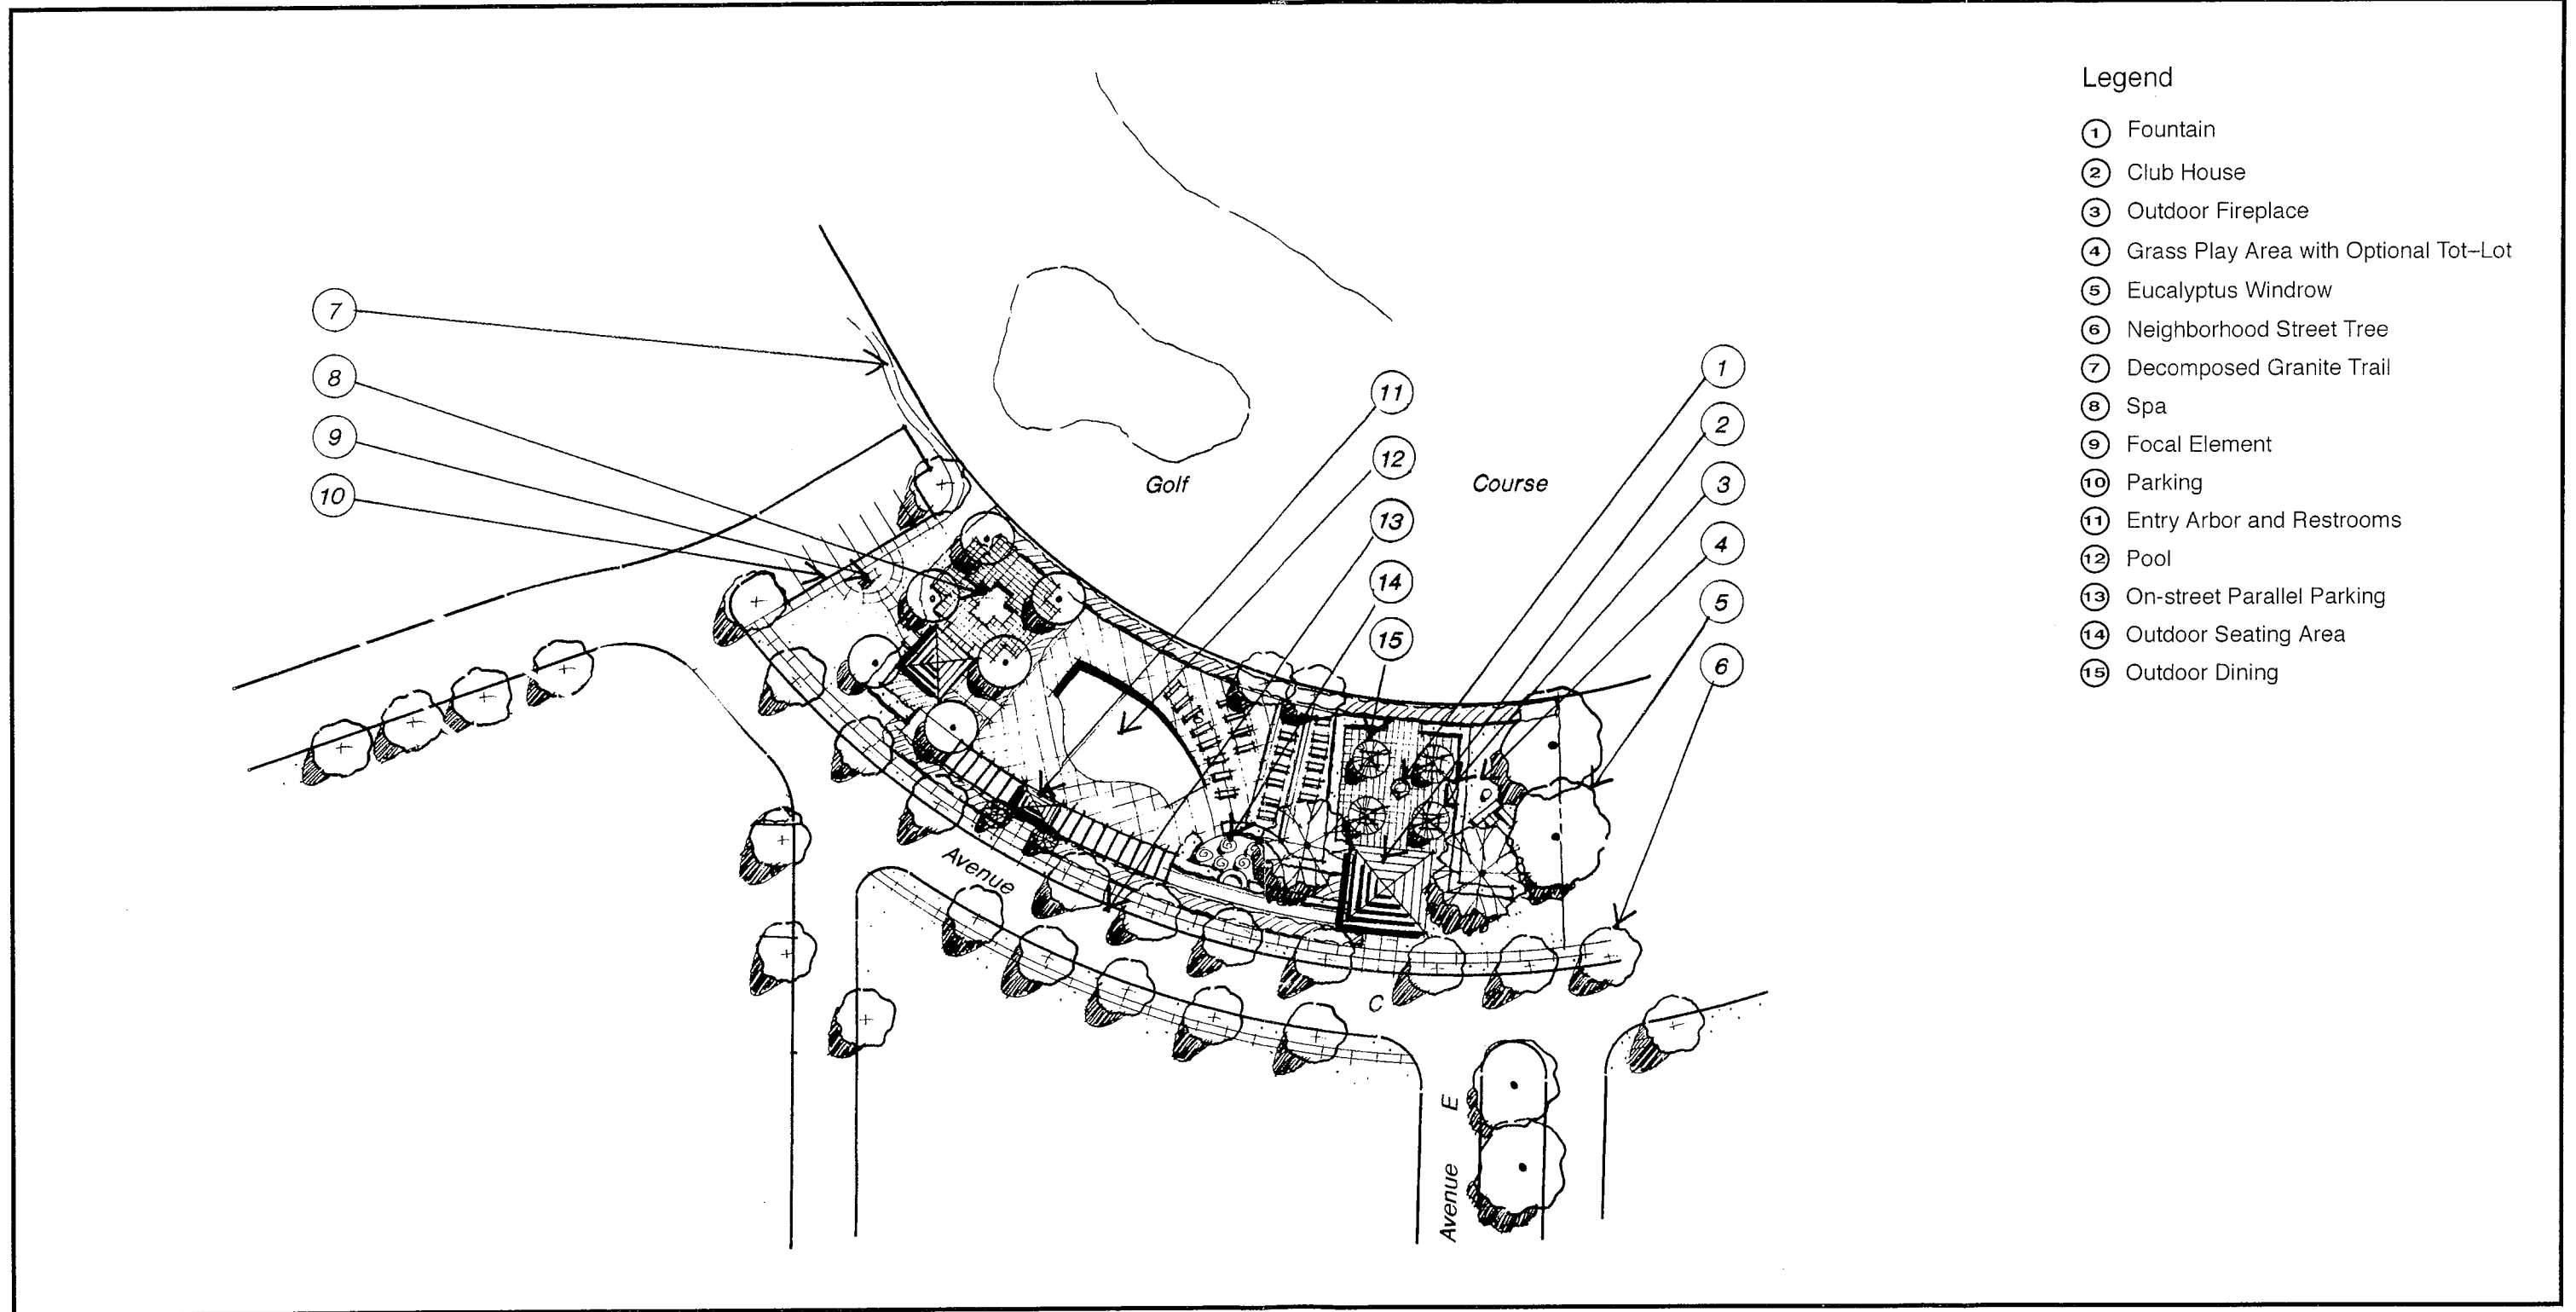 Legend
1 Fountain
2 Club House
3 Outdoor Fireplace
4 Grass Play Area with Optional Tot-Lot
5 Eucalyptus Windrow
6 Neighborhood Street Tree
7 Decomposed Granite Trail
8 Spa
9 Focal Element
10 Parking
11 Entry Arbor and Restrooms
12 Pool
13 On-street Parallel Parking
14 Outdoor Seating Area
15 Outdoor Dining
7
8
9
10
11
12
13
14
15
1
2
3
4
5
6
Golf Course
Avenue C
Avenue E